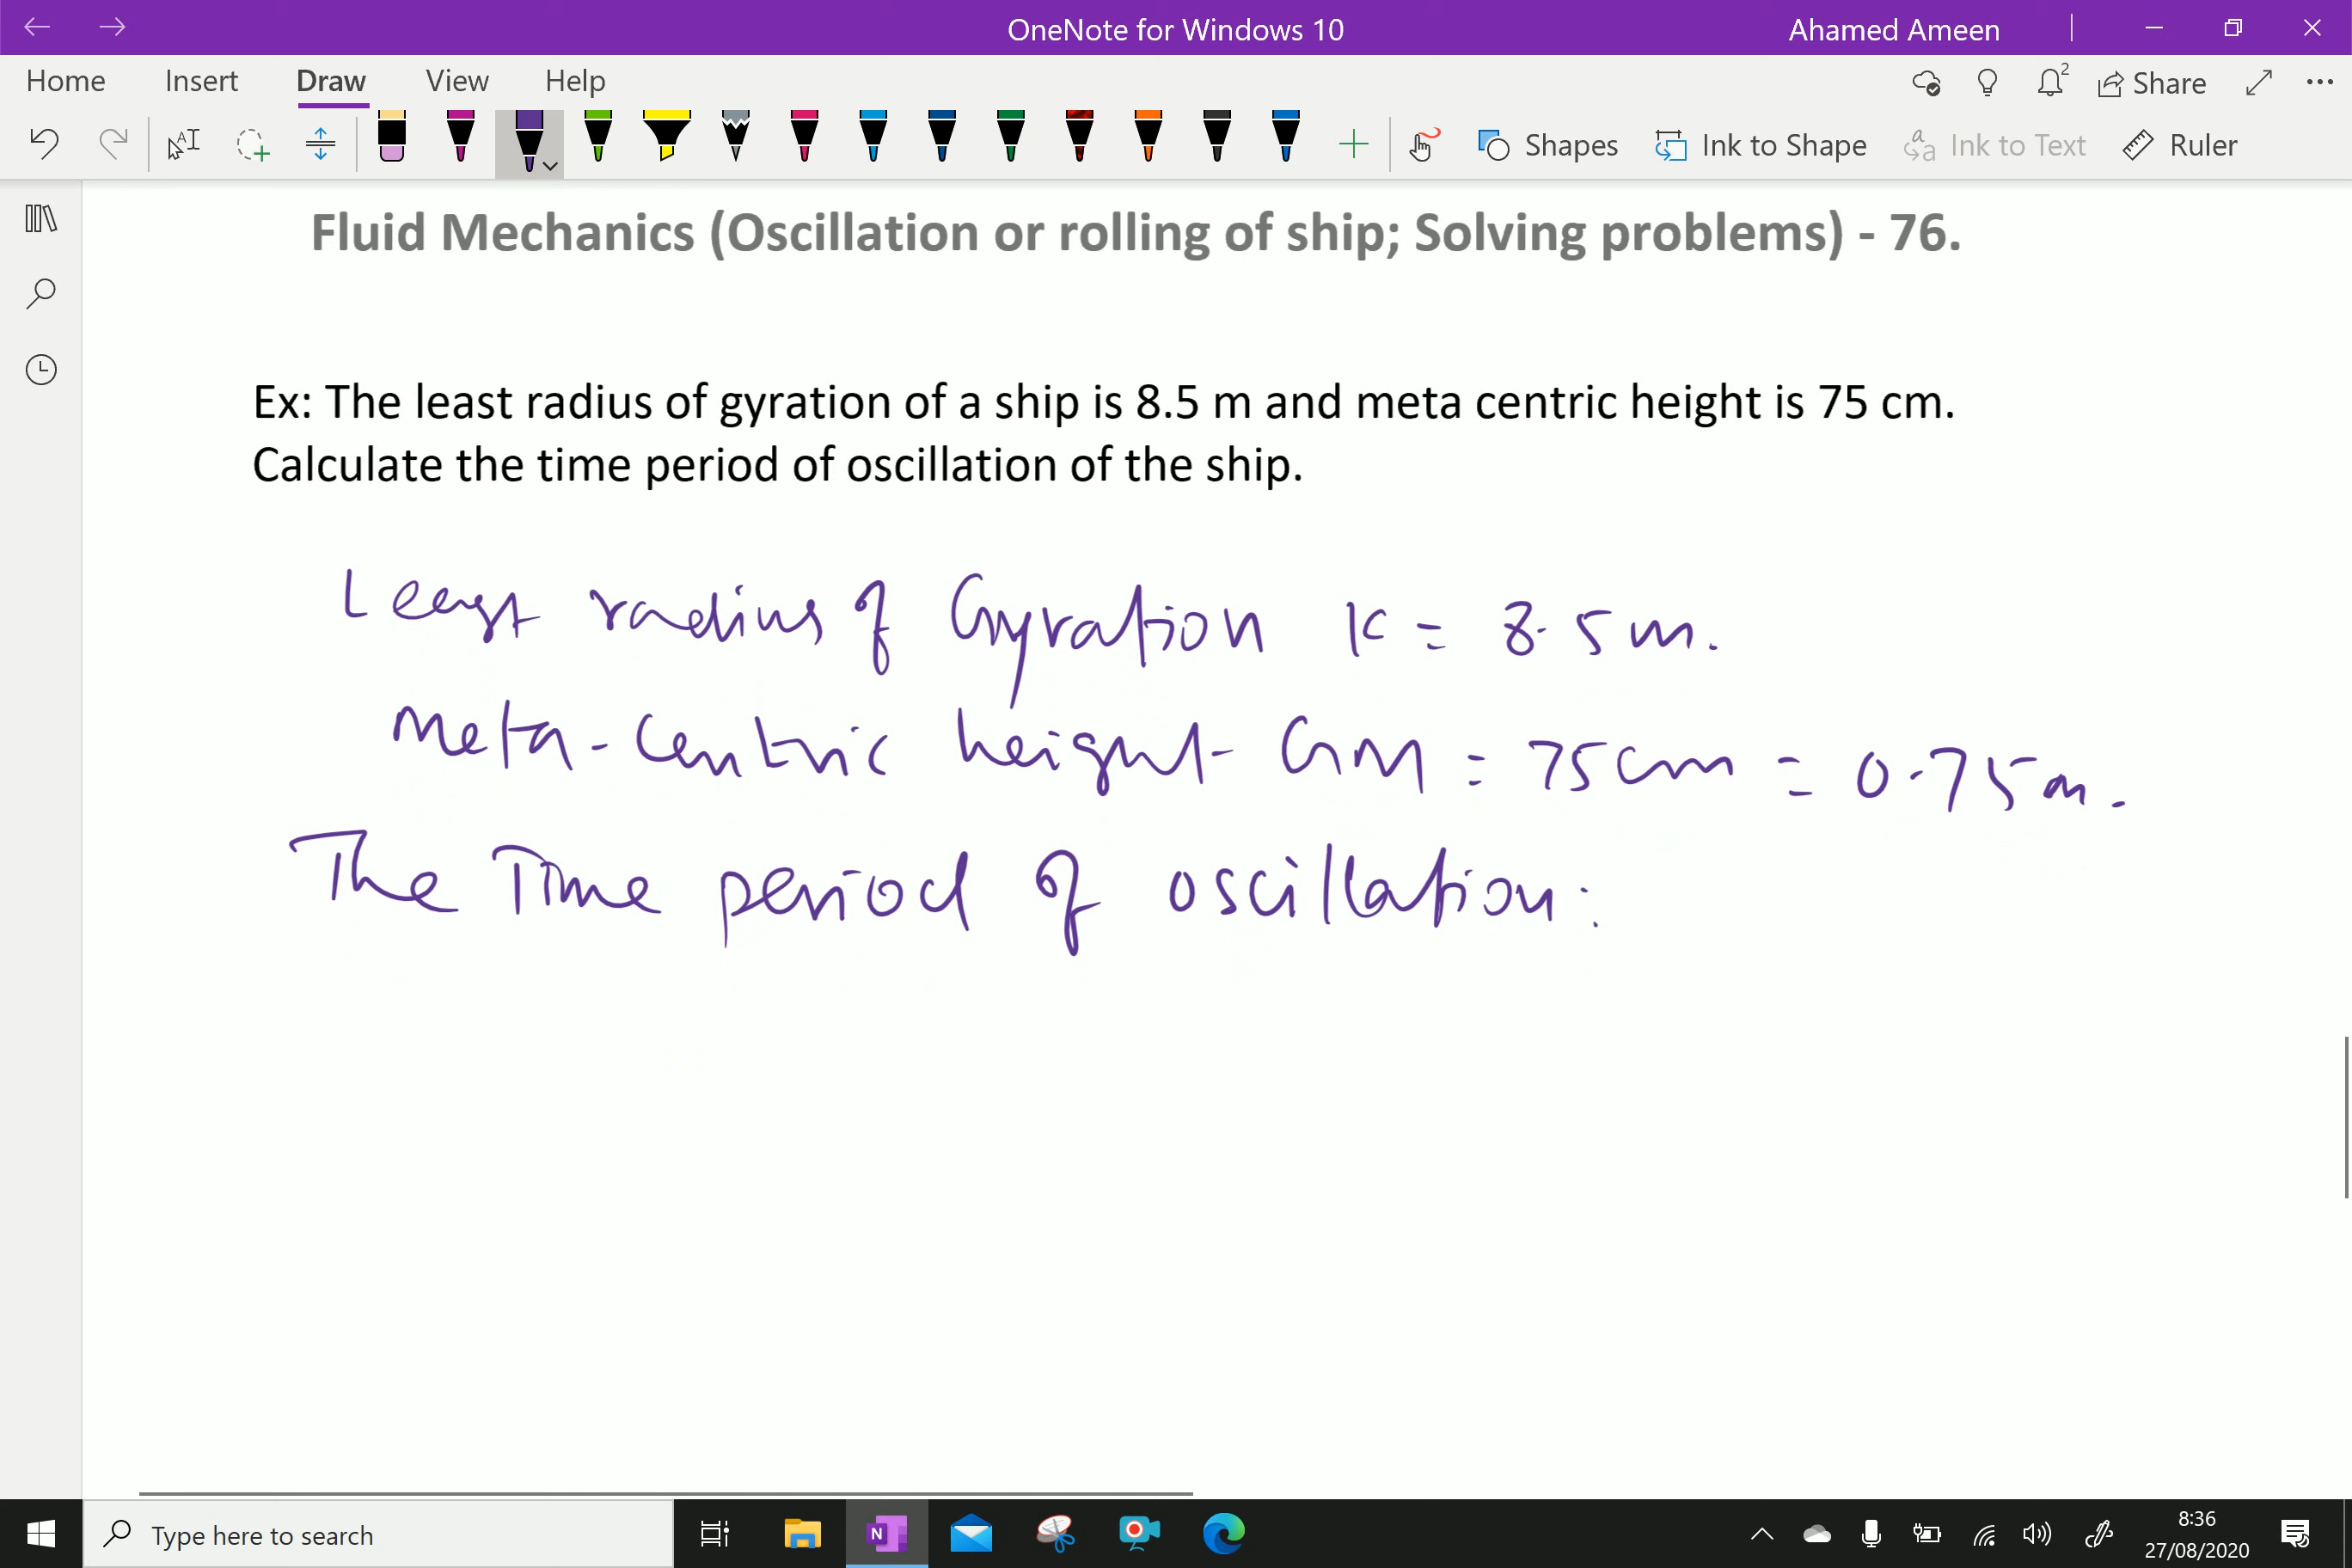 OneNote for Windows 10
Ahamed Ameen
Home Insert Draw View Help
2 Share
Shapes Ink to Shape Ink to Text Ruler
Fluid Mechanics (Oscillation or rolling of ship; Solving problems) - 76.
Ex: The least radius of gyration of a ship is 8.5 m and meta centric height is 75 cm.
Calculate the time period of oscillation of the ship.
Least radius of Gyration K = 8.5m.
Meta-Centric height GM = 75cm = 0.75m.
The Time period of oscillation:
Type here to search
8:36
27/08/2020